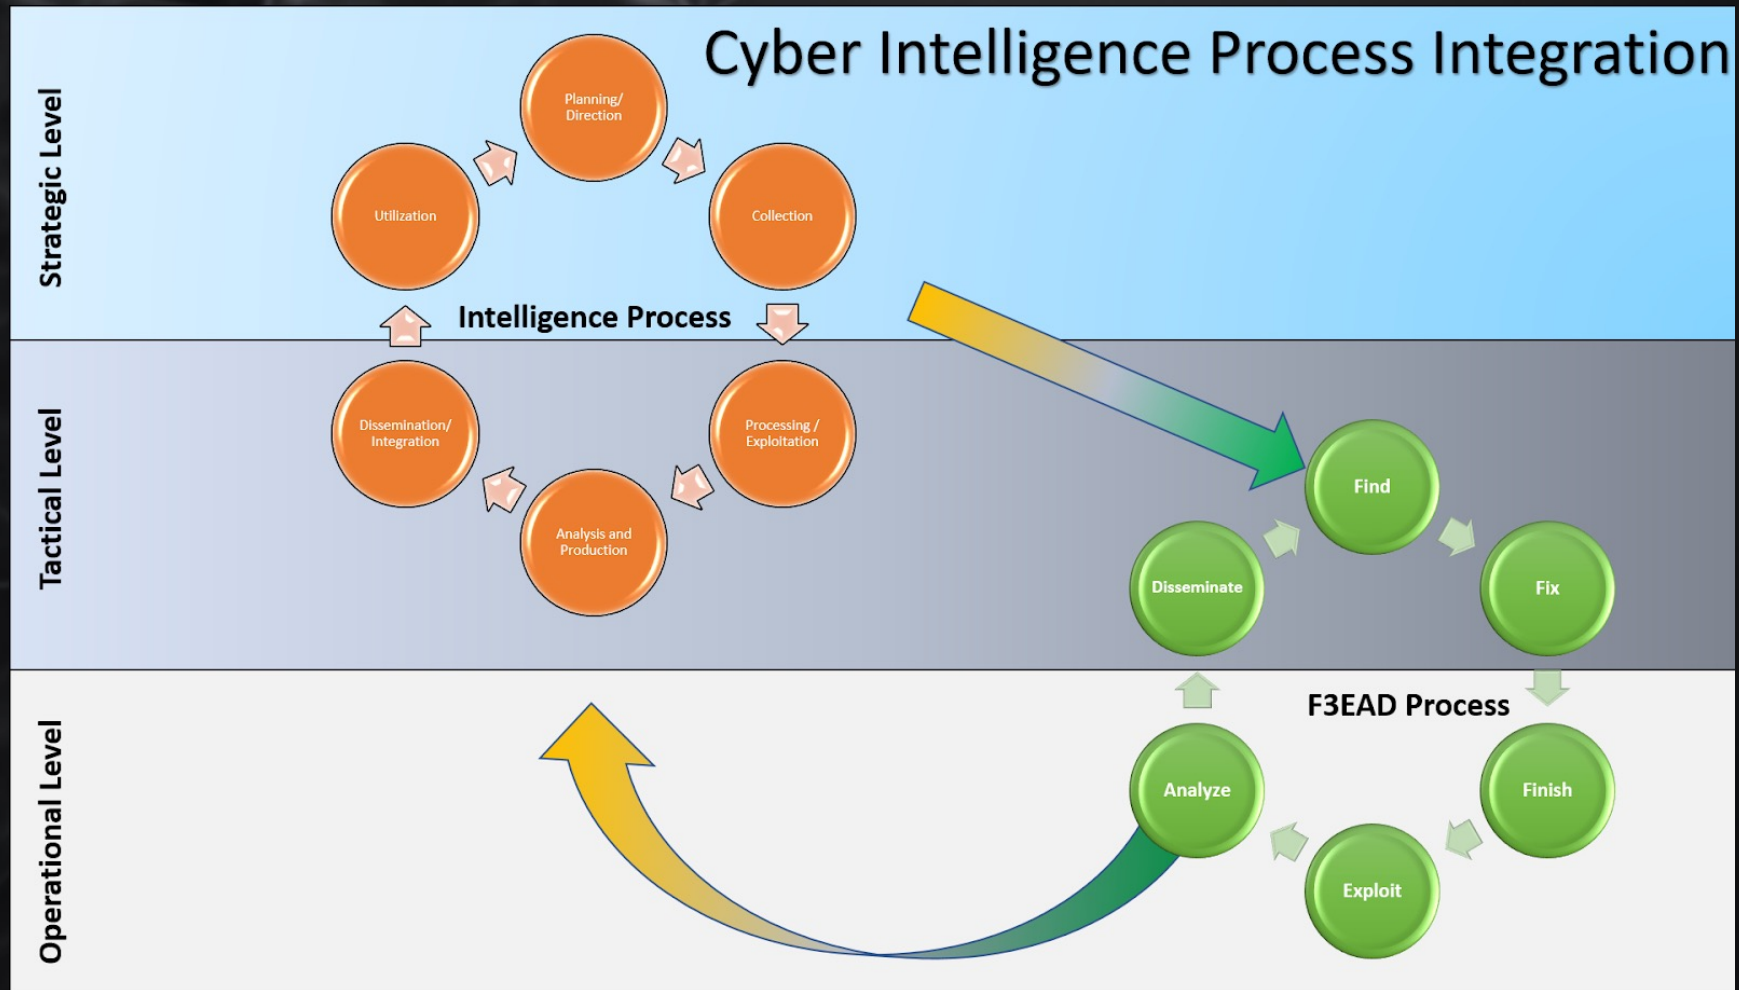 Cyber Intelligence Process Integration
Strategic Level
Planning/
Direction
Utilization
Collection
Intelligence Process
Tactical Level
Dissemination/
Integration
Processing /
Exploitation
Analysis and
Production
Find
Disseminate
Fix
Operational Level
F3EAD Process
Analyze
Finish
Exploit